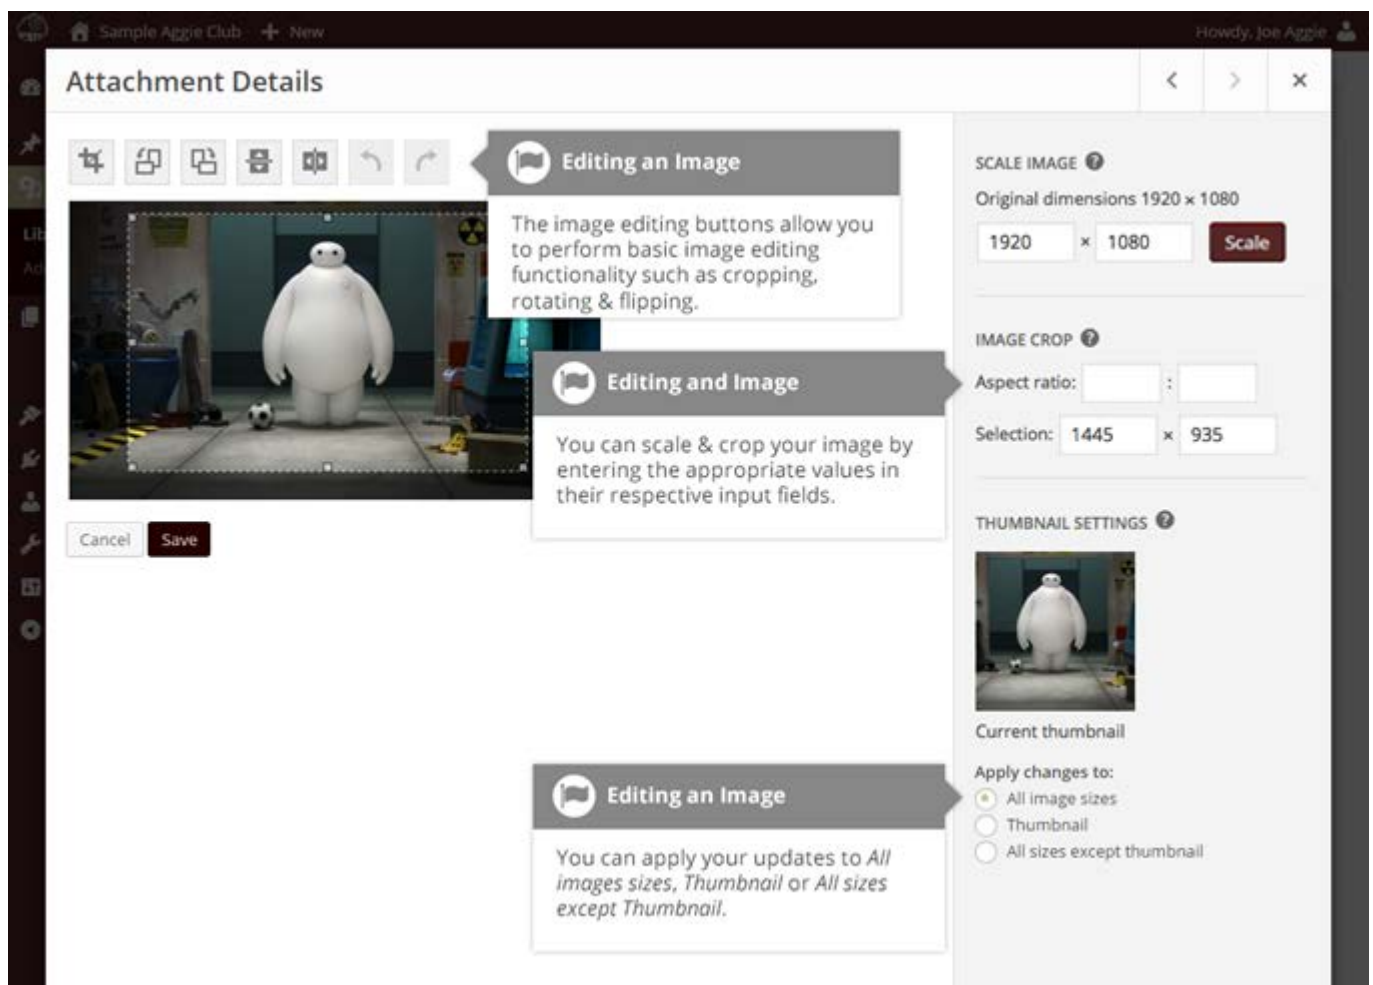 Sample Aggie Club + New
Howdy, Joe Aggie
Attachment Details
Editing an Image
The image editing buttons allow you
to perform basic image editing
functionality such as cropping,
rotating & flipping.
SCALE IMAGE
Original dimensions 1920 × 1080
1920 × 1080 Scale
Editing and Image
You can scale & crop your image by
entering the appropriate values in
their respective input fields.
IMAGE CROP
Aspect ratio: :
Selection: 1445 × 935
Cancel Save
THUMBNAIL SETTINGS
Current thumbnail
Editing an Image
You can apply your updates to All
images sizes, Thumbnail or All sizes
except Thumbnail.
Apply changes to:
All image sizes
Thumbnail
All sizes except thumbnail